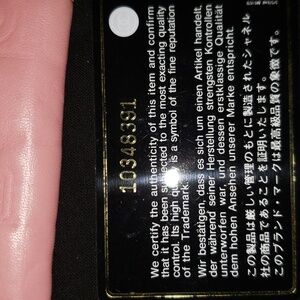 10348391
We certify the authenticity of this item and confirm
that it has been subjected to the most exacting quality
control. Its high quality is a symbol of the fine reputation
of the Trademark.
Wir bestätigen, dass es sich um einen Artikel handelt,
der während seiner Herstellung strengsten Kontrollen
unterworfen war und dessen erstklassige Qualität
dem hohen Ansehen unserer Marke entspricht.
この製品は厳しい管理のもとに製造されたシャネル
社の商品であることを証明いたします。
このブランド・マークは最高級品質の象徴です。